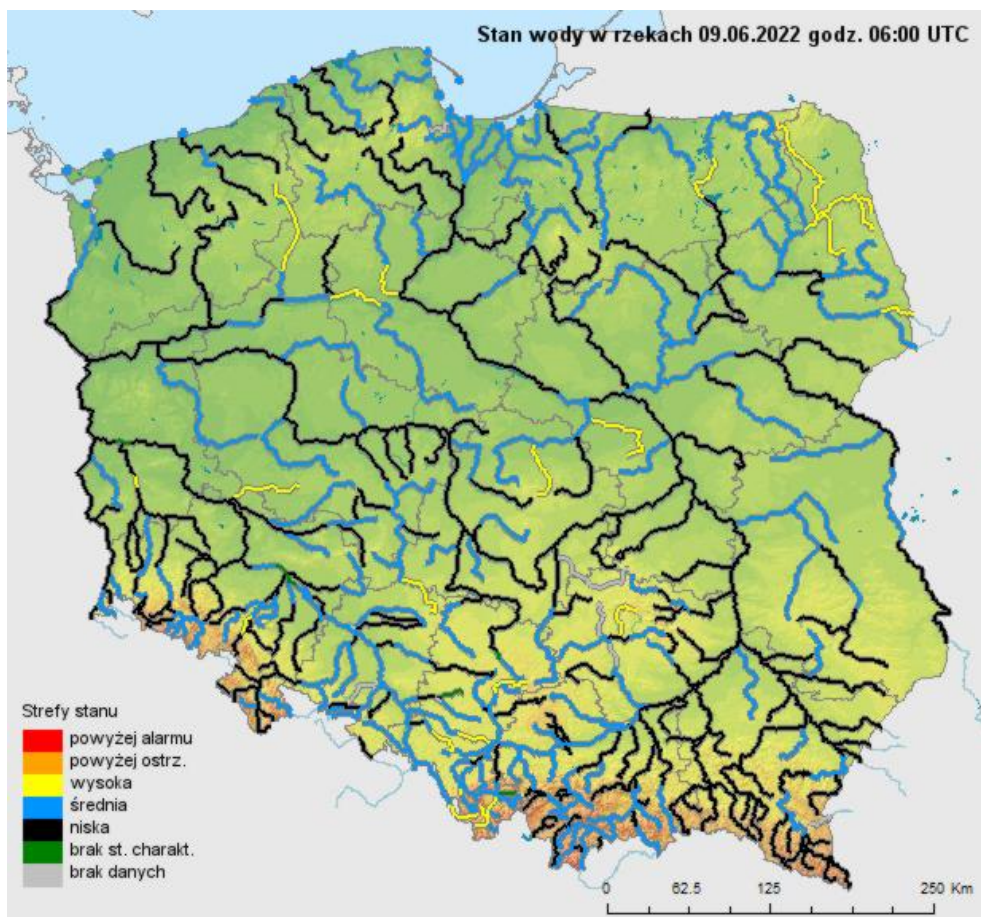 Stan wody w rzekach 09.06.2022 godz. 06:00 UTC
Strefy stanu
powyżej alarmu
powyżej ostrz.
wysoka
średnia
niska
brak st. charakt.
brak danych
0 62.5 125 250 Km